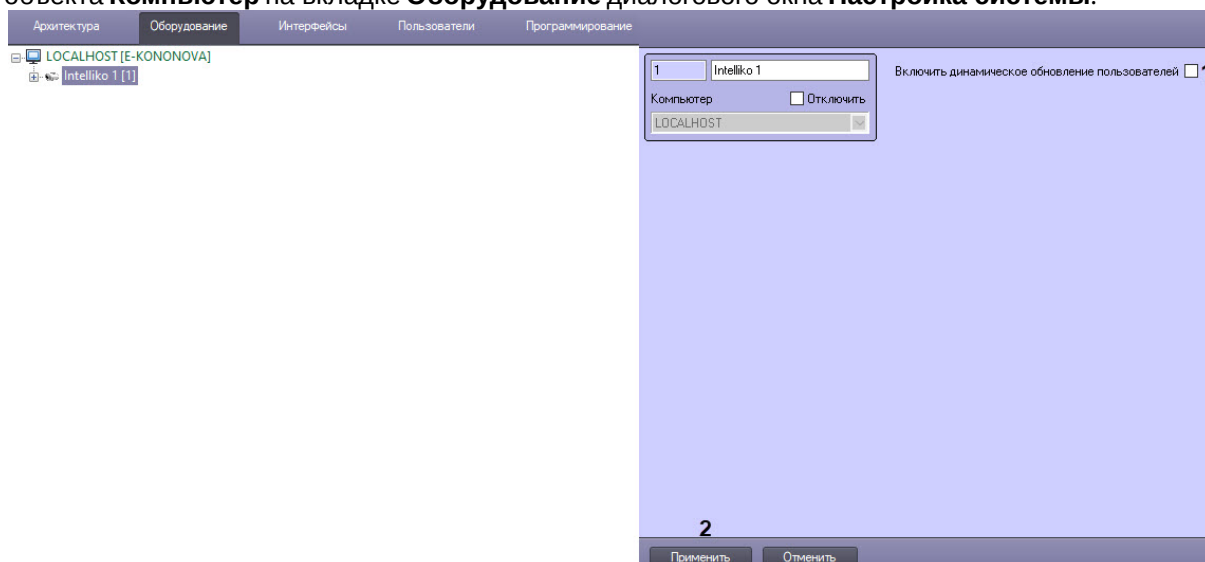 объекта Компьютер на вкладке Оборудование диалогового окна Настройка системы.
Архитектура Оборудование Интерфейсы Пользователи Программирование
LOCALHOST [E-KONONOVA]
Intelliko 1 [1]
1 Intelliko 1 Включить динамическое обновление пользователей
Компьютер Отключить
LOCALHOST
2
Применить Отменить